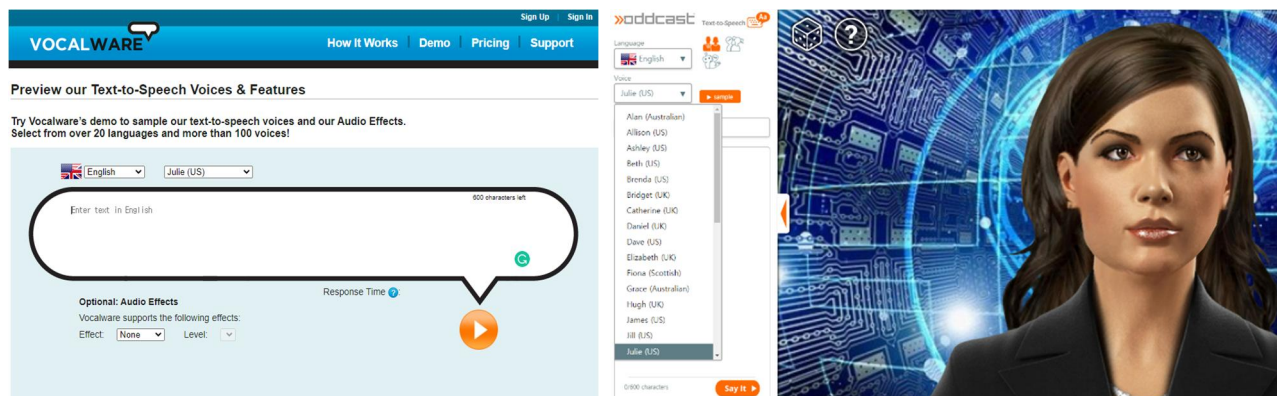 Sign Up | Sign In
VOCALWARE
How It Works | Demo | Pricing | Support
Preview our Text-to-Speech Voices & Features
Try Vocalware's demo to sample our text-to-speech voices and our Audio Effects.
Select from over 20 languages and more than 100 voices!
English
Julie (US)
600 characters left
Enter text in English
Response Time ?:
Optional: Audio Effects
Vocalware supports the following effects:
Effect: None Level:
»oddcast Text-to-Speech Aa
Language
English
Voice
Julie (US)
sample
Alan (Australian)
Allison (US)
Ashley (US)
Beth (US)
Brenda (US)
Bridget (UK)
Catherine (UK)
Daniel (UK)
Dave (US)
Elizabeth (UK)
Fiona (Scottish)
Grace (Australian)
Hugh (UK)
James (US)
Jill (US)
Julie (US)
0/600 characters
Say It
?